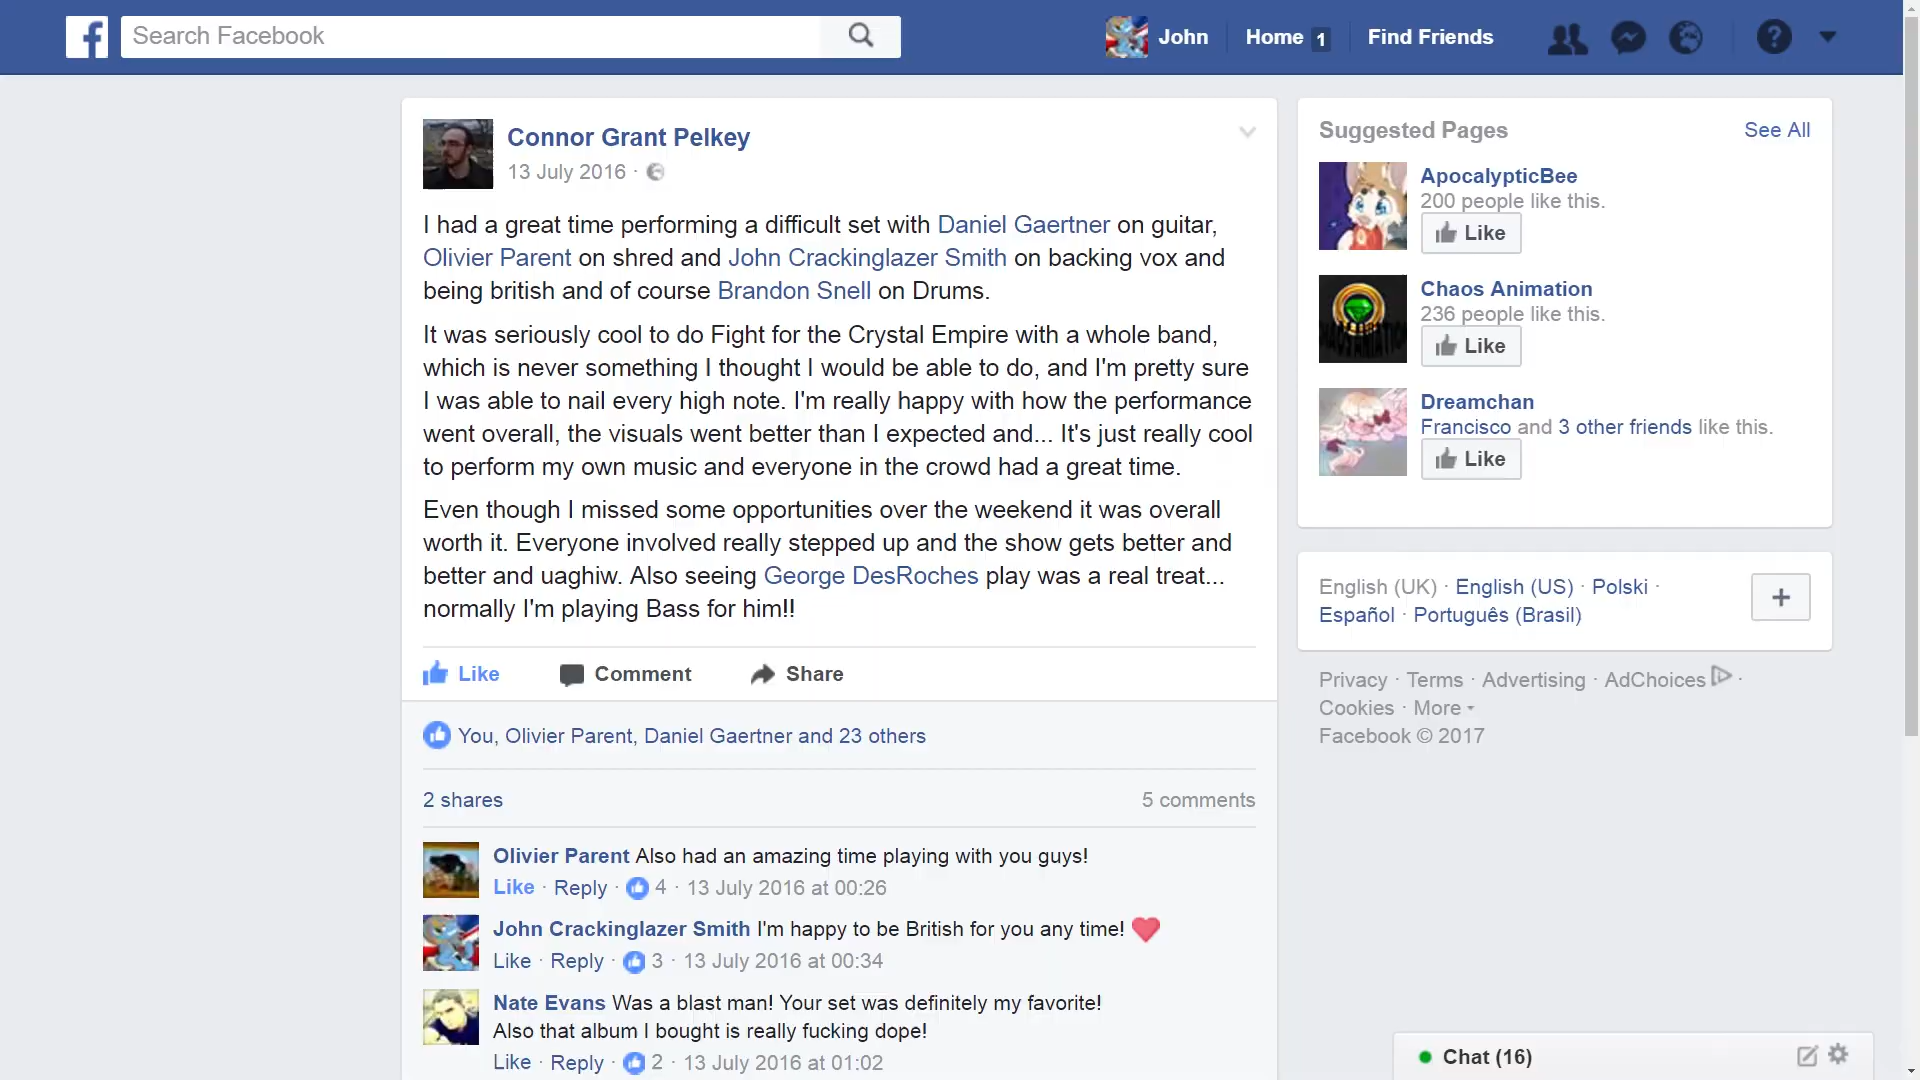 Search Facebook
John
Home 1
Find Friends
Connor Grant Pelkey
13 July 2016 ·
I had a great time performing a difficult set with Daniel Gaertner on guitar,
Olivier Parent on shred and John Crackinglazer Smith on backing vox and
being british and of course Brandon Snell on Drums.
It was seriously cool to do Fight for the Crystal Empire with a whole band,
which is never something I thought I would be able to do, and I'm pretty sure
I was able to nail every high note. I'm really happy with how the performance
went overall, the visuals went better than I expected and... It's just really cool
to perform my own music and everyone in the crowd had a great time.
Even though I missed some opportunities over the weekend it was overall
worth it. Everyone involved really stepped up and the show gets better and
better and uaghiw. Also seeing George DesRoches play was a real treat...
normally I'm playing Bass for him!!
Like
Comment
Share
You, Olivier Parent, Daniel Gaertner and 23 others
2 shares
5 comments
Olivier Parent Also had an amazing time playing with you guys!
Like · Reply · 4 · 13 July 2016 at 00:26
John Crackinglazer Smith I'm happy to be British for you any time! ❤
Like · Reply · 3 · 13 July 2016 at 00:34
Nate Evans Was a blast man! Your set was definitely my favorite!
Also that album I bought is really fucking dope!
Like · Reply · 2 · 13 July 2016 at 01:02
Suggested Pages
See All
ApocalypticBee
200 people like this.
Like
Chaos Animation
236 people like this.
Like
Dreamchan
Francisco and 3 other friends like this.
Like
English (UK) · English (US) · Polski ·
Español · Português (Brasil)
+
Privacy · Terms · Advertising · AdChoices ·
Cookies · More
Facebook © 2017
Chat (16)